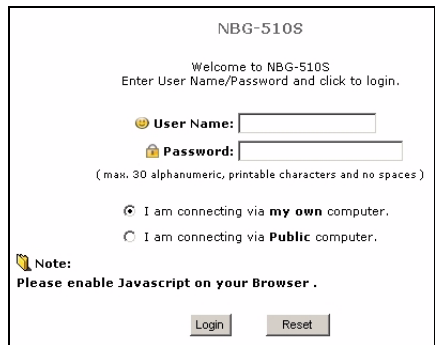 NBG-510S
Welcome to NBG-510S
Enter User Name/Password and click to login.
User Name:
Password:
( max. 30 alphanumeric, printable characters and no spaces )
I am connecting via my own computer.
I am connecting via Public computer.
Note:
Please enable Javascript on your Browser .
Login Reset